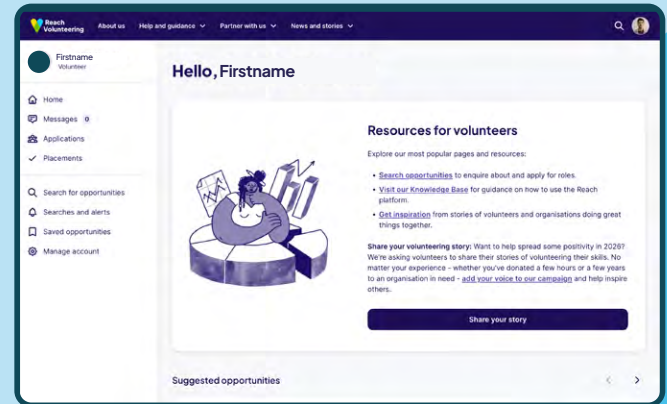 Reach
Volunteering
About us
Help and guidance
Partner with us
News and stories
Firstname
Volunteer
Home
Messages 0
Applications
Placements
Search for opportunities
Searches and alerts
Saved opportunities
Manage account
Hello, Firstname
Resources for volunteers
Explore our most popular pages and resources:
• Search opportunities to enquire about and apply for roles.
• Visit our Knowledge Base for guidance on how to use the Reach
platform.
• Get inspiration from stories of volunteers and organisations doing great
things together.
Share your volunteering story: Want to help spread some positivity in 2026?
We're asking volunteers to share their stories of volunteering their skills. No
matter your experience - whether you've donated a few hours or a few years
to an organisation in need - add your voice to our campaign and help inspire
others.
Share your story
Suggested opportunities